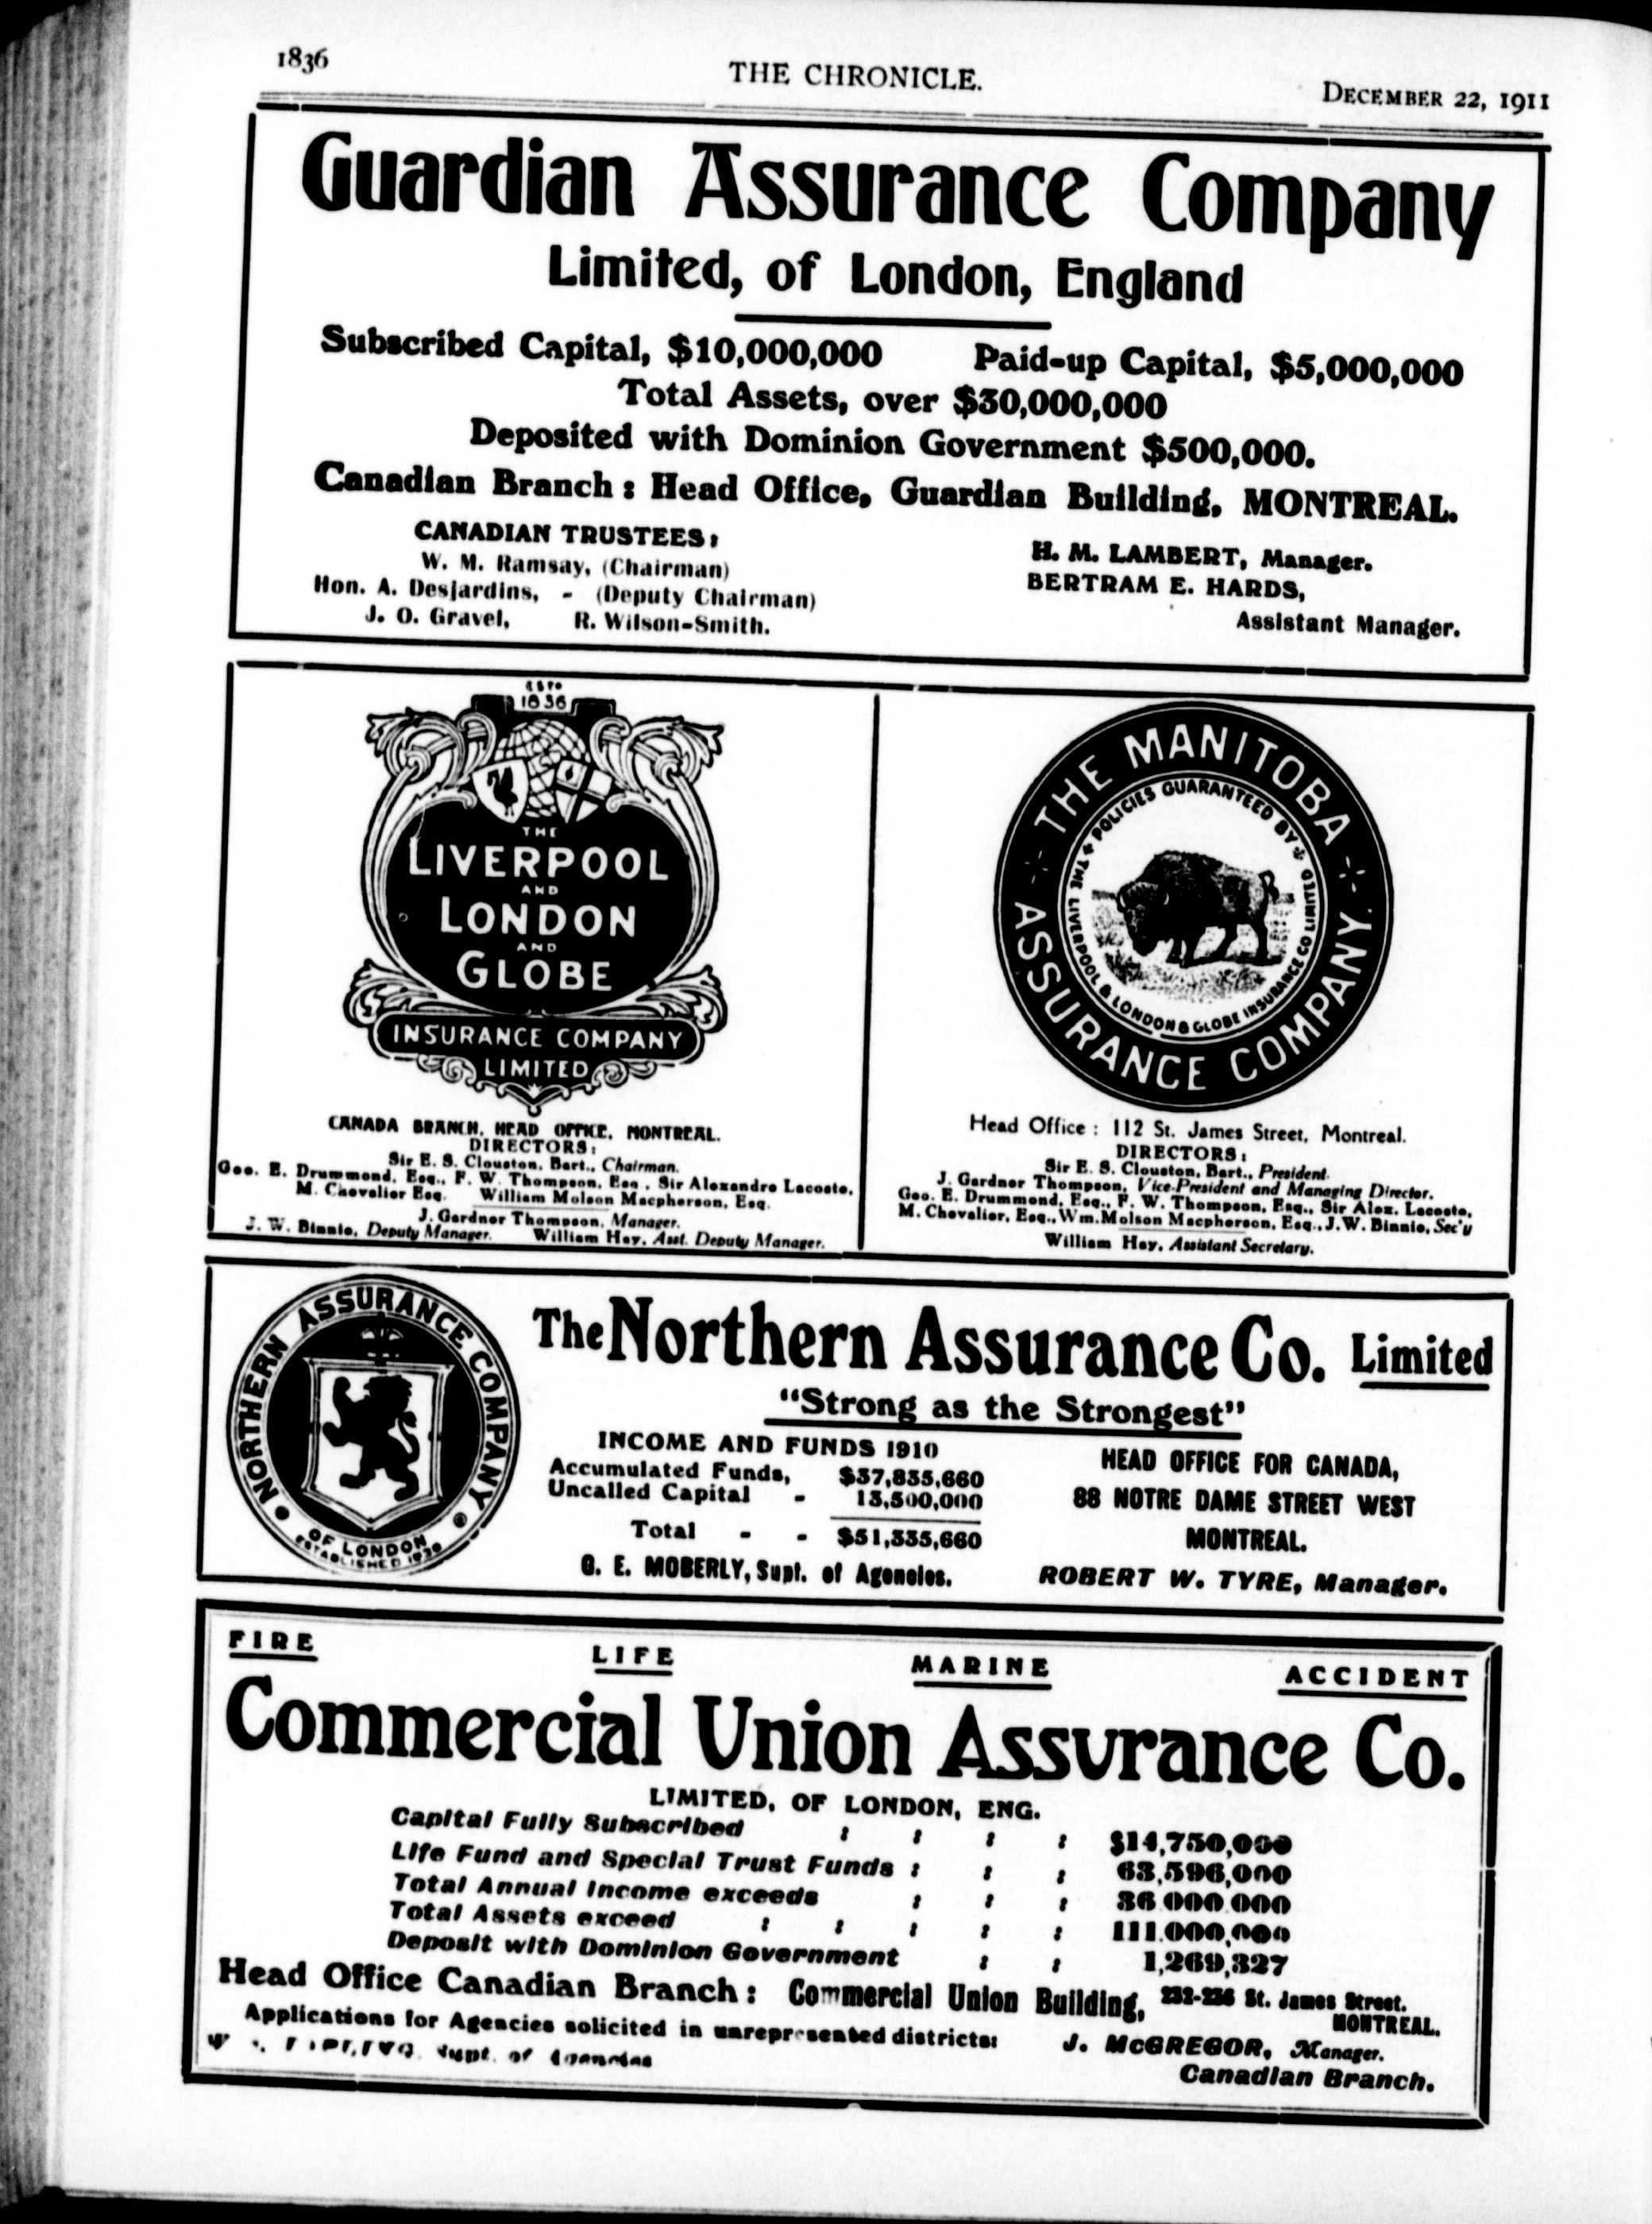 1836
THE CHRONICLE.
DECEMBER 22, 1911
Guardian Assurance Company
Limited, of London, England
Subscribed Capital, $10,000,000 Paid-up Capital, $5,000,000
Total Assets, over $30,000,000
Deposited with Dominion Government $500,000.
Canadian Branch: Head Office, Guardian Building, MONTREAL.
CANADIAN TRUSTEES:
W. M. Ramsay, (Chairman)
Hon. A. Desjardins, - (Deputy Chairman)
J. O. Gravel, R. Wilson-Smith.
H. M. LAMBERT, Manager.
BERTRAM E. HARDS,
Assistant Manager.
ESTD
1836
THE
LIVERPOOL
AND
LONDON
AND
GLOBE
INSURANCE COMPANY
LIMITED
CANADA BRANCH, HEAD OFFICE, MONTREAL.
DIRECTORS:
Sir E. S. Clouston, Bart., Chairman.
Geo. E. Drummond, Esq., F. W. Thompson, Esq., Sir Alexandre Lacoste.
M. Chevalier Esq. William Molson Macpherson, Esq.
J. Gardner Thompson, Manager.
J. W. Binnie, Deputy Manager. William Hay, Asst. Deputy Manager.
THE MANITOBA
ASSURANCE COMPANY.
POLICIES GUARANTEED BY
THE LIVERPOOL & LONDON & GLOBE INSURANCE CO LIMITED
Head Office: 112 St. James Street, Montreal.
DIRECTORS:
Sir E. S. Clouston, Bart., President.
J. Gardner Thompson, Vice-President and Managing Director.
Geo. E. Drummond, Esq., F. W. Thompson, Esq., Sir Alex. Lacoste,
M. Chevalier, Esq., Wm. Molson Macpherson, Esq., J.W. Binnie, Sec'y
William Hay, Assistant Secretary.
NORTHERN ASSURANCE COMPANY
OF LONDON
ESTABLISHED 1836
The Northern Assurance Co. Limited
"Strong as the Strongest"
INCOME AND FUNDS 1910
Accumulated Funds, $37,835,660
Uncalled Capital - 13,500,000
Total - - $51,335,660
G. E. MOBERLY, Supt. of Agencies.
HEAD OFFICE FOR CANADA,
88 NOTRE DAME STREET WEST
MONTREAL.
ROBERT W. TYRE, Manager.
FIRE LIFE MARINE ACCIDENT
Commercial Union Assurance Co.
LIMITED, OF LONDON, ENG.
Capital Fully Subscribed : : : : $14,750,000
Life Fund and Special Trust Funds : : : 63,596,000
Total Annual Income exceeds : : : 36,000,000
Total Assets exceed : : : : : 111,000,000
Deposit with Dominion Government : : 1,269,327
Head Office Canadian Branch: Commercial Union Building, 232-236 St. James Street.
MONTREAL.
Applications for Agencies solicited in unrepresented districts:
Supt. of Agencies
J. McGREGOR, Manager.
Canadian Branch.